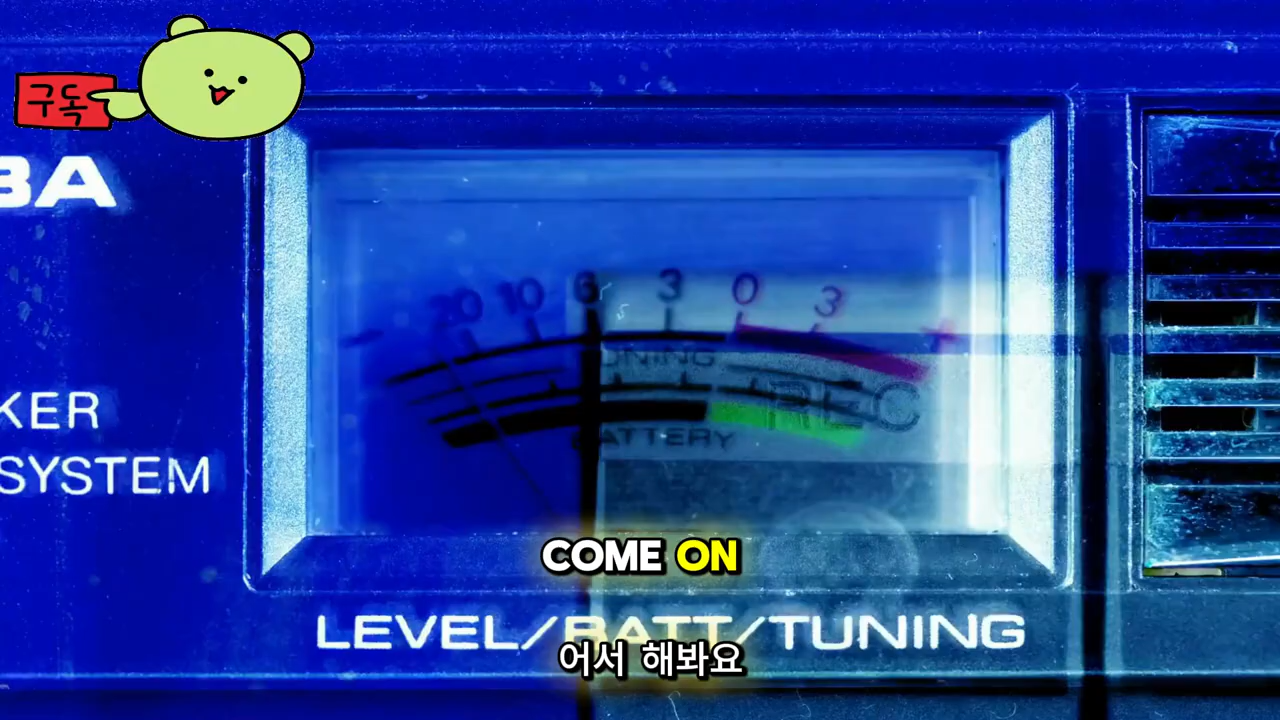 구독
BA
20 10 6 3 0 3 +
TUNING
REC
BATTERY
KER
SYSTEM
COME ON
LEVEL/BATT/TUNING
어서 해봐요